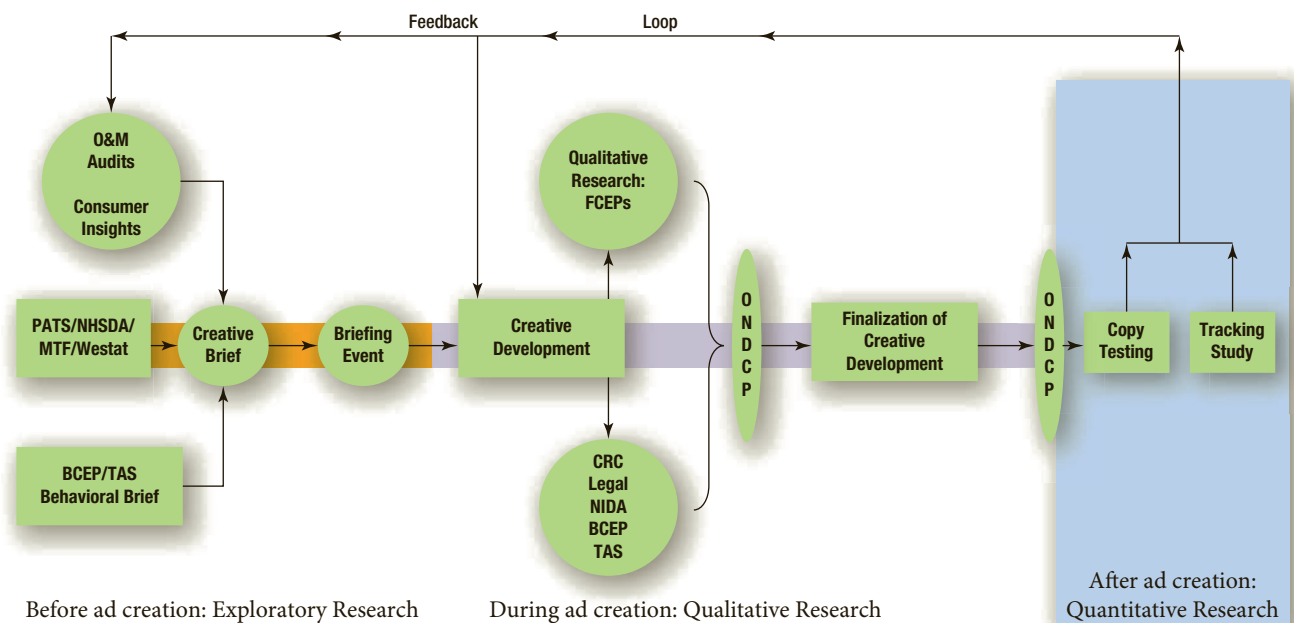 Feedback Loop
O&M
Audits
Consumer
Insights
PATS/NHSDA/
MTF/Westat
BCEP/TAS
Behavioral Brief
Creative
Brief
Briefing
Event
Creative
Development
Qualitative
Research:
FCEPs
CRC
Legal
NIDA
BCEP
TAS
O
N
D
C
P
Finalization of
Creative
Development
O
N
D
C
P
Copy
Testing
Tracking
Study
Before ad creation: Exploratory Research
During ad creation: Qualitative Research
After ad creation:
Quantitative Research